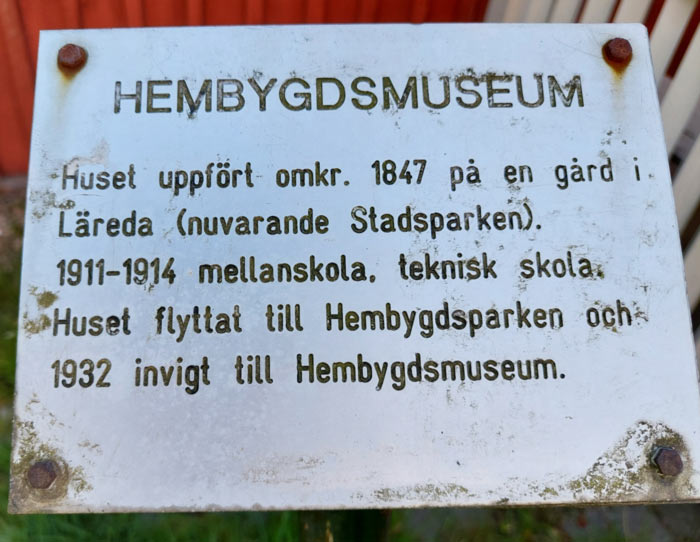 HEMBYGDSMUSEUM
Huset uppfört omkr. 1847 på en gård i
Läreda (nuvarande Stadsparken).
1911-1914 mellanskola, teknisk skola.
Huset flyttat till Hembygdsparken och
1932 invigt till Hembygdsmuseum.